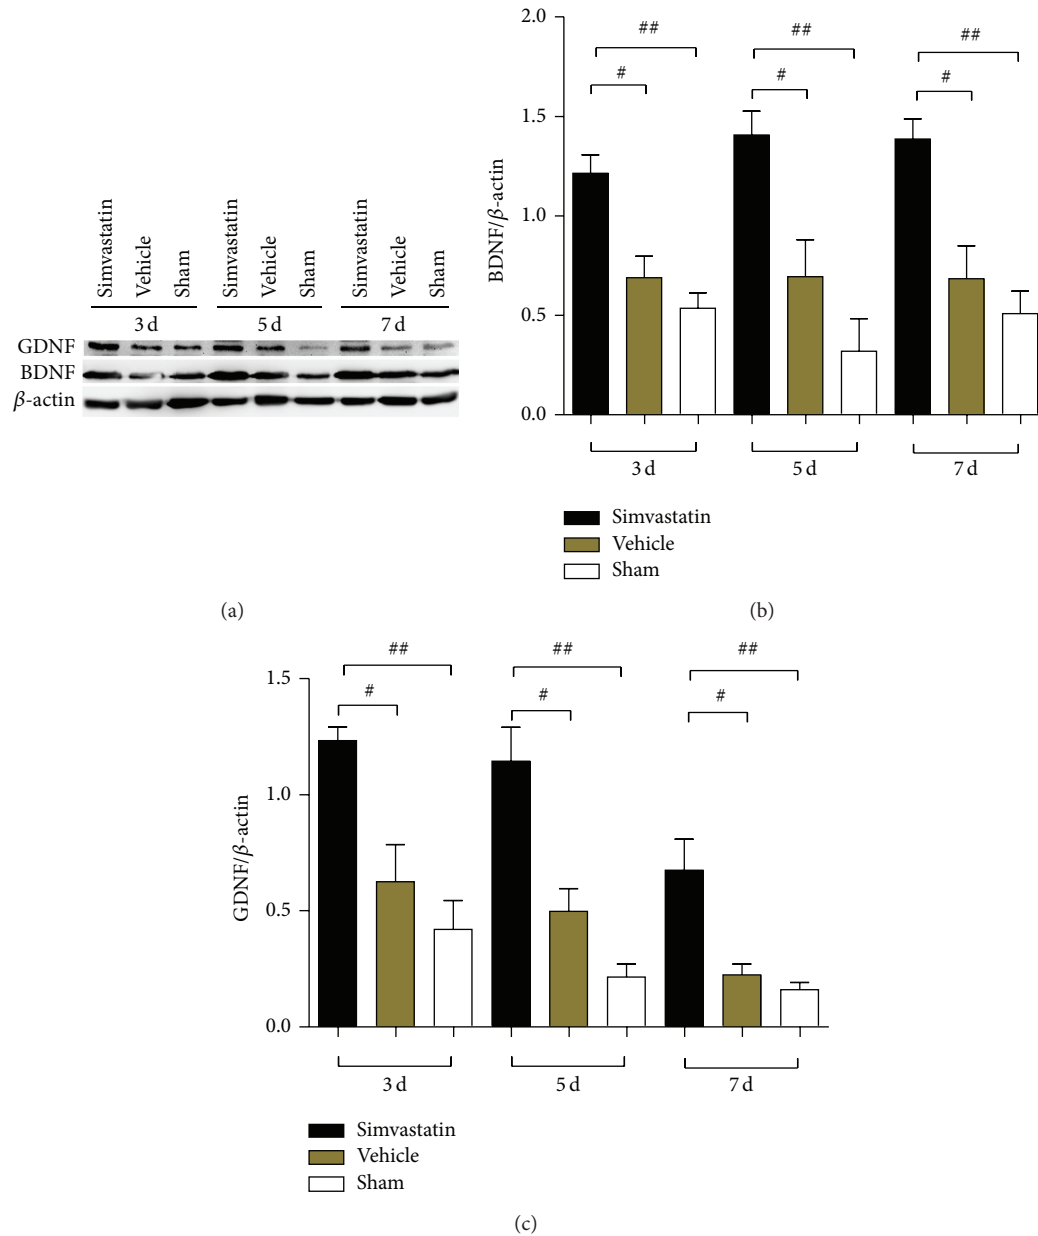 Simvastatin Vehicle Sham Simvastatin Vehicle Sham Simvastatin Vehicle Sham
3 d 5 d 7 d
GDNF
BDNF
β-actin
(a)
2.0
1.5
1.0
0.5
0.0
BDNF/β-actin
## ## ##
# # #
3 d 5 d 7 d
Simvastatin
Vehicle
Sham
(b)
1.5
1.0
0.5
0.0
GDNF/β-actin
## ## ##
# # #
3 d 5 d 7 d
Simvastatin
Vehicle
Sham
(c)